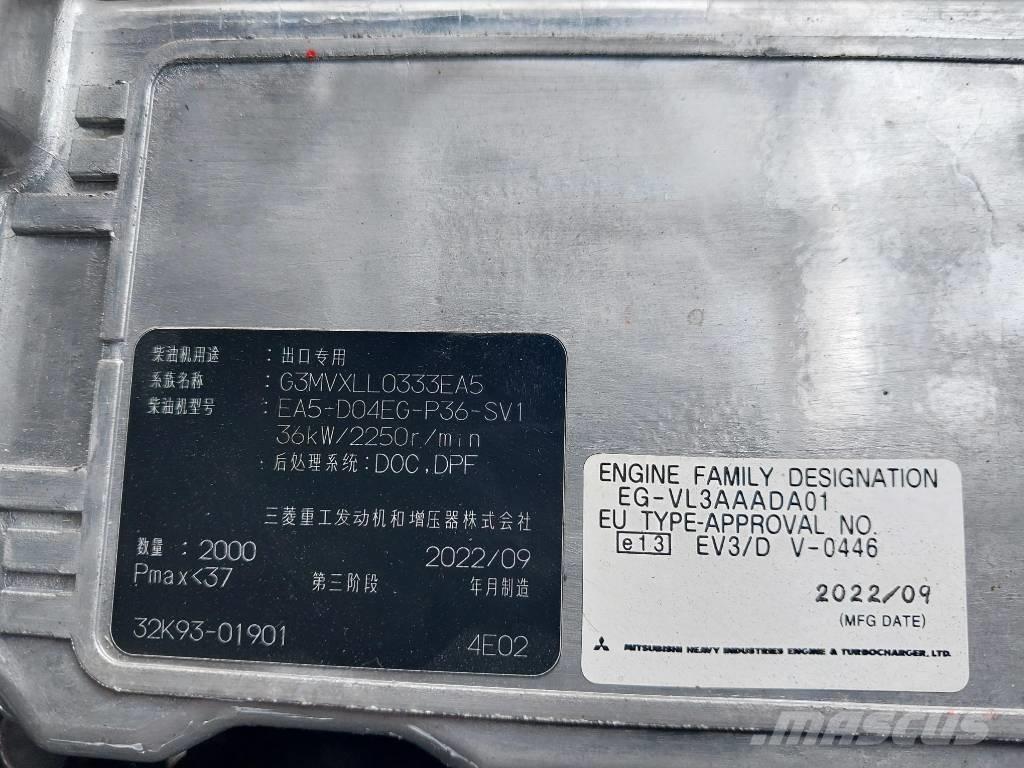 柴油机用途 : 出口专用
系族名称 : G3MVXLL0333EA5
柴油机型号 : EA5-D04EG-P36-SV1
36kW/2250r/min
后处理系统: DOC, DPF
三菱重工发动机和增压器株式会社
数量 : 2000 2022/09
Pmax<37 第三阶段 年月制造
32K93-01901 4E02
ENGINE FAMILY DESIGNATION
EG-VL3AAADA01
EU TYPE-APPROVAL NO.
e13 EV3/D V-0446
2022/09
(MFG DATE)
MITSUBISHI HEAVY INDUSTRIES ENGINE & TURBOCHARGER, LTD.
mascus